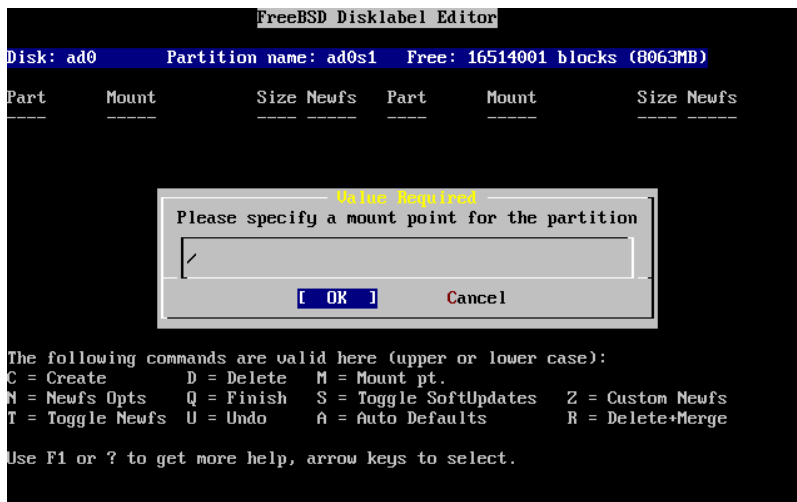 FreeBSD Disklabel Editor
Disk: ad0 Partition name: ad0s1 Free: 16514001 blocks (8063MB)
Part Mount Size Newfs Part Mount Size Newfs
---- ----- ---- ----- ---- ----- ---- -----
Value Required
Please specify a mount point for the partition
/
[ OK ] Cancel
The following commands are valid here (upper or lower case):
C = Create D = Delete M = Mount pt.
N = Newfs Opts Q = Finish S = Toggle SoftUpdates Z = Custom Newfs
T = Toggle Newfs U = Undo A = Auto Defaults R = Delete+Merge
Use F1 or ? to get more help, arrow keys to select.